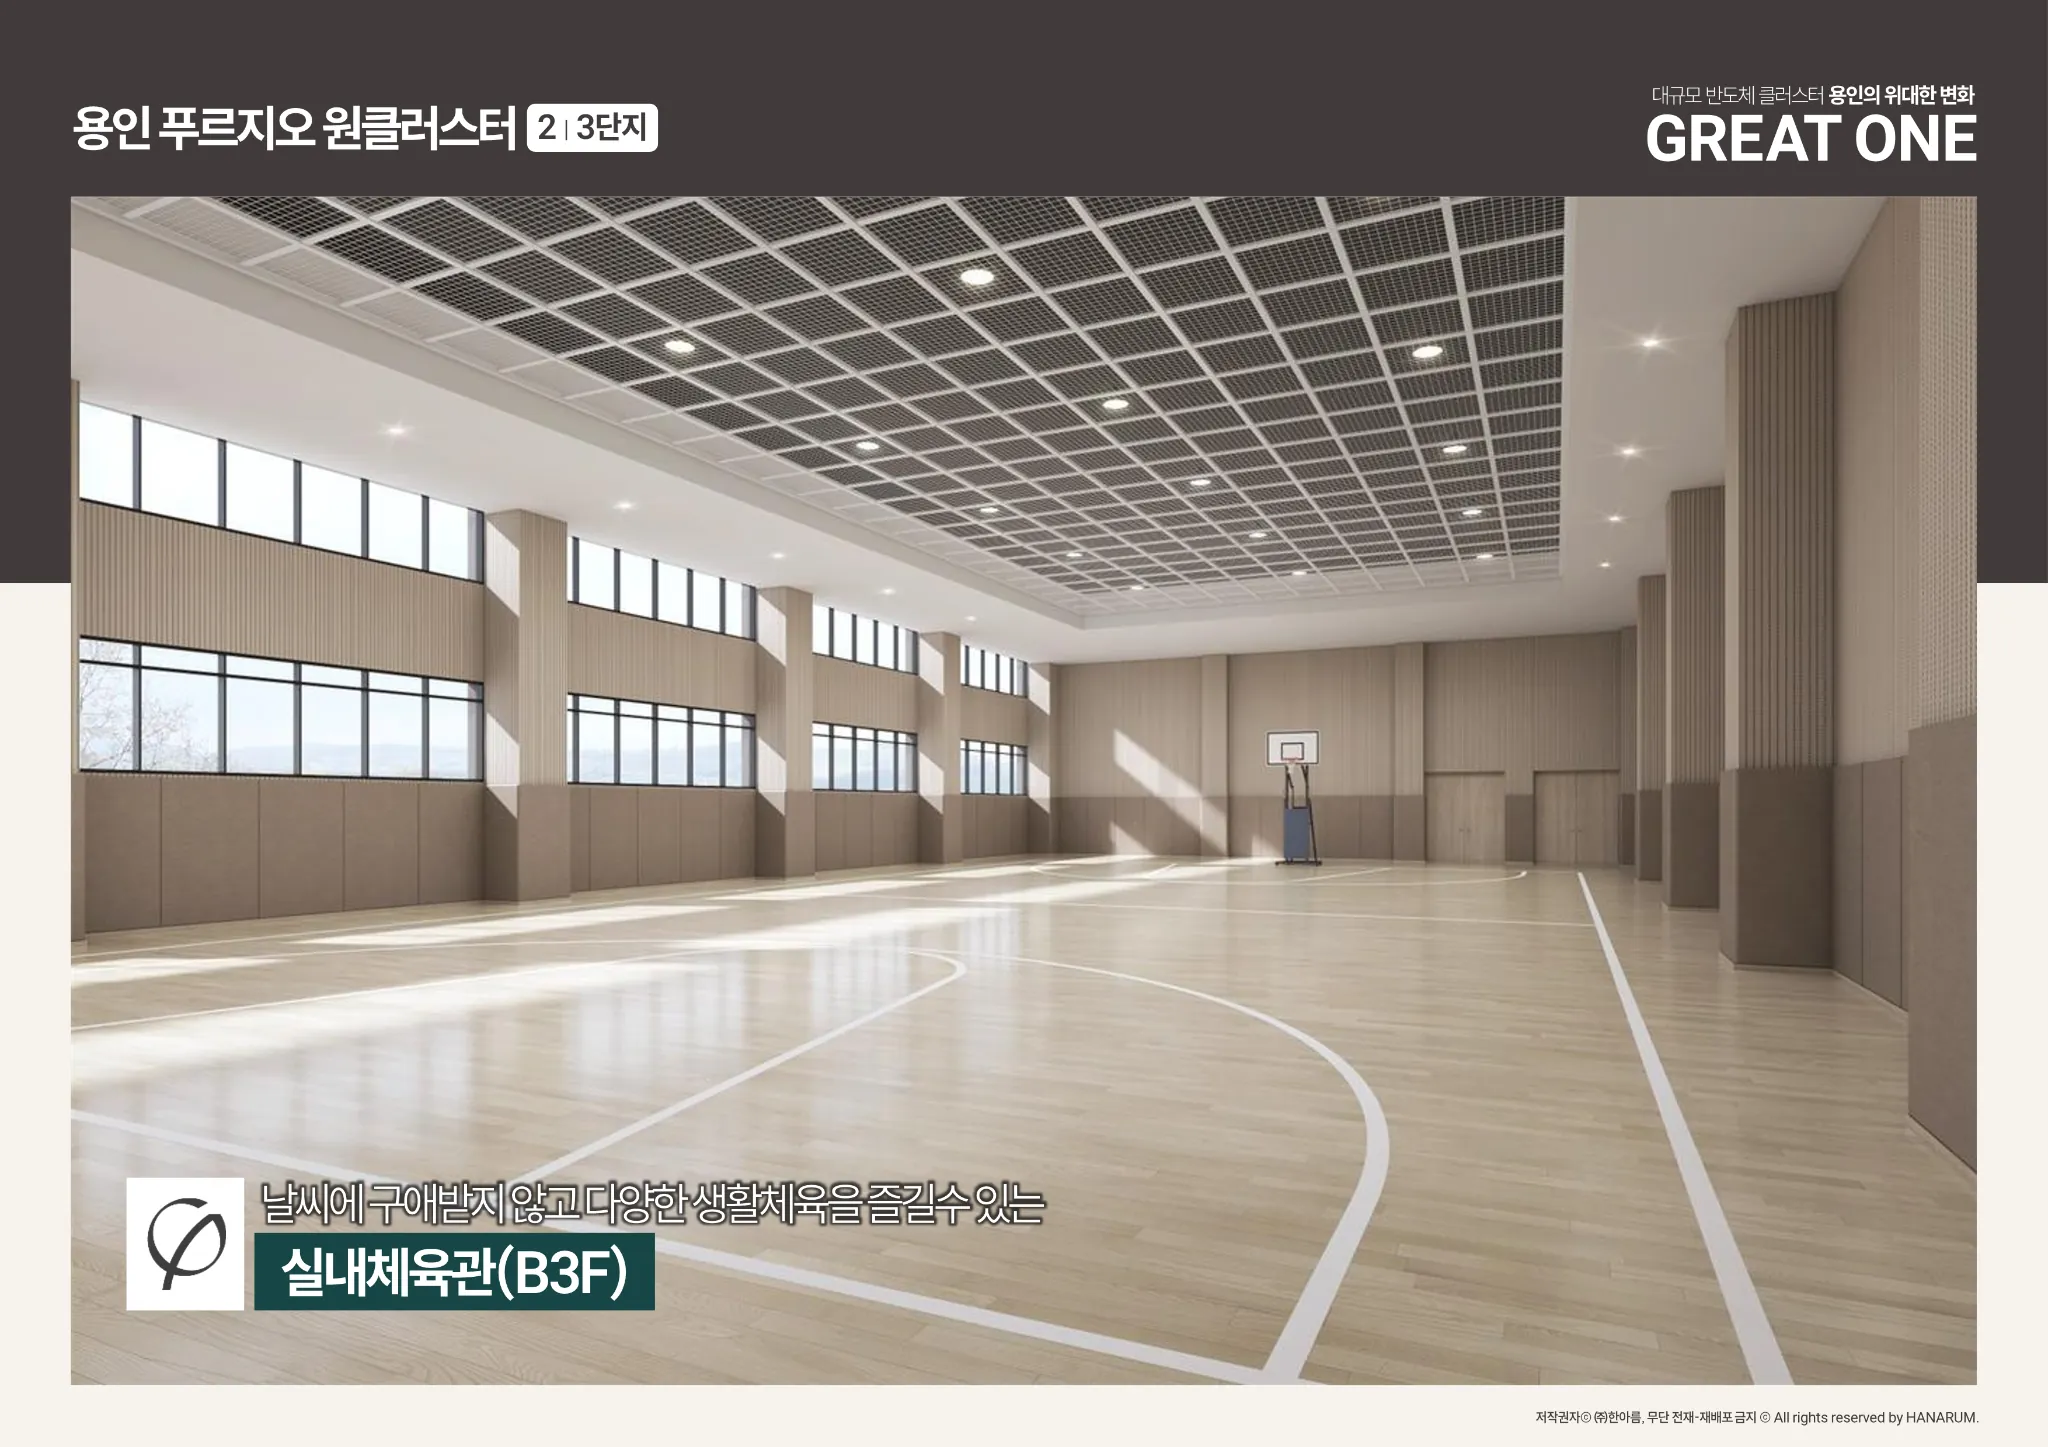 용인 푸르지오 원클러스터 2 | 3단지
대규모 반도체 클러스터 용인의 위대한 변화
GREAT ONE
날씨에 구애받지 않고 다양한 생활체육을 즐길수 있는
실내체육관(B3F)
저작권자ⓒ ㈜한아름, 무단 전재-재배포 금지 ⓒ All rights reserved by HANARUM.